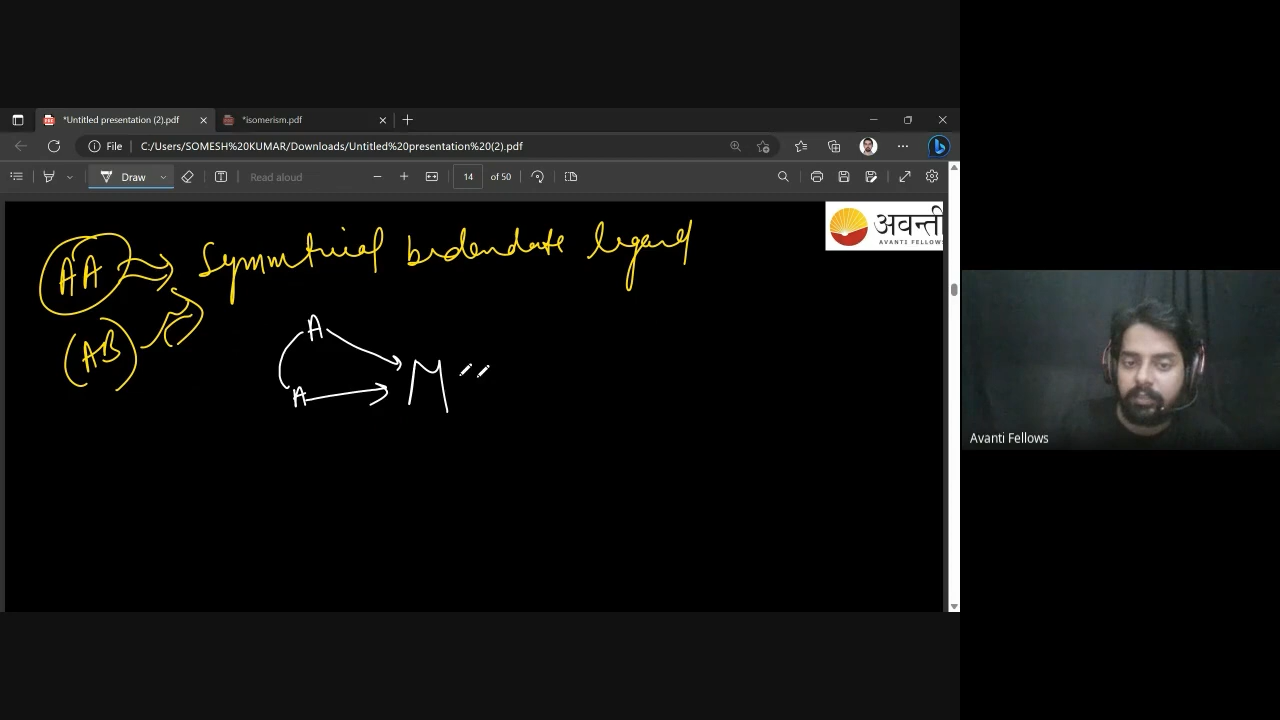 *Untitled presentation (2).pdf
*isomerism.pdf
File C:/Users/SOMESH%20KUMAR/Downloads/Untitled%20presentation%20(2).pdf
Draw Read aloud 14 of 50
अवन्ती
AVANTI FELLOWS
AA Symmtrical bidendate ligand
(AB)
A
A M
Avanti Fellows